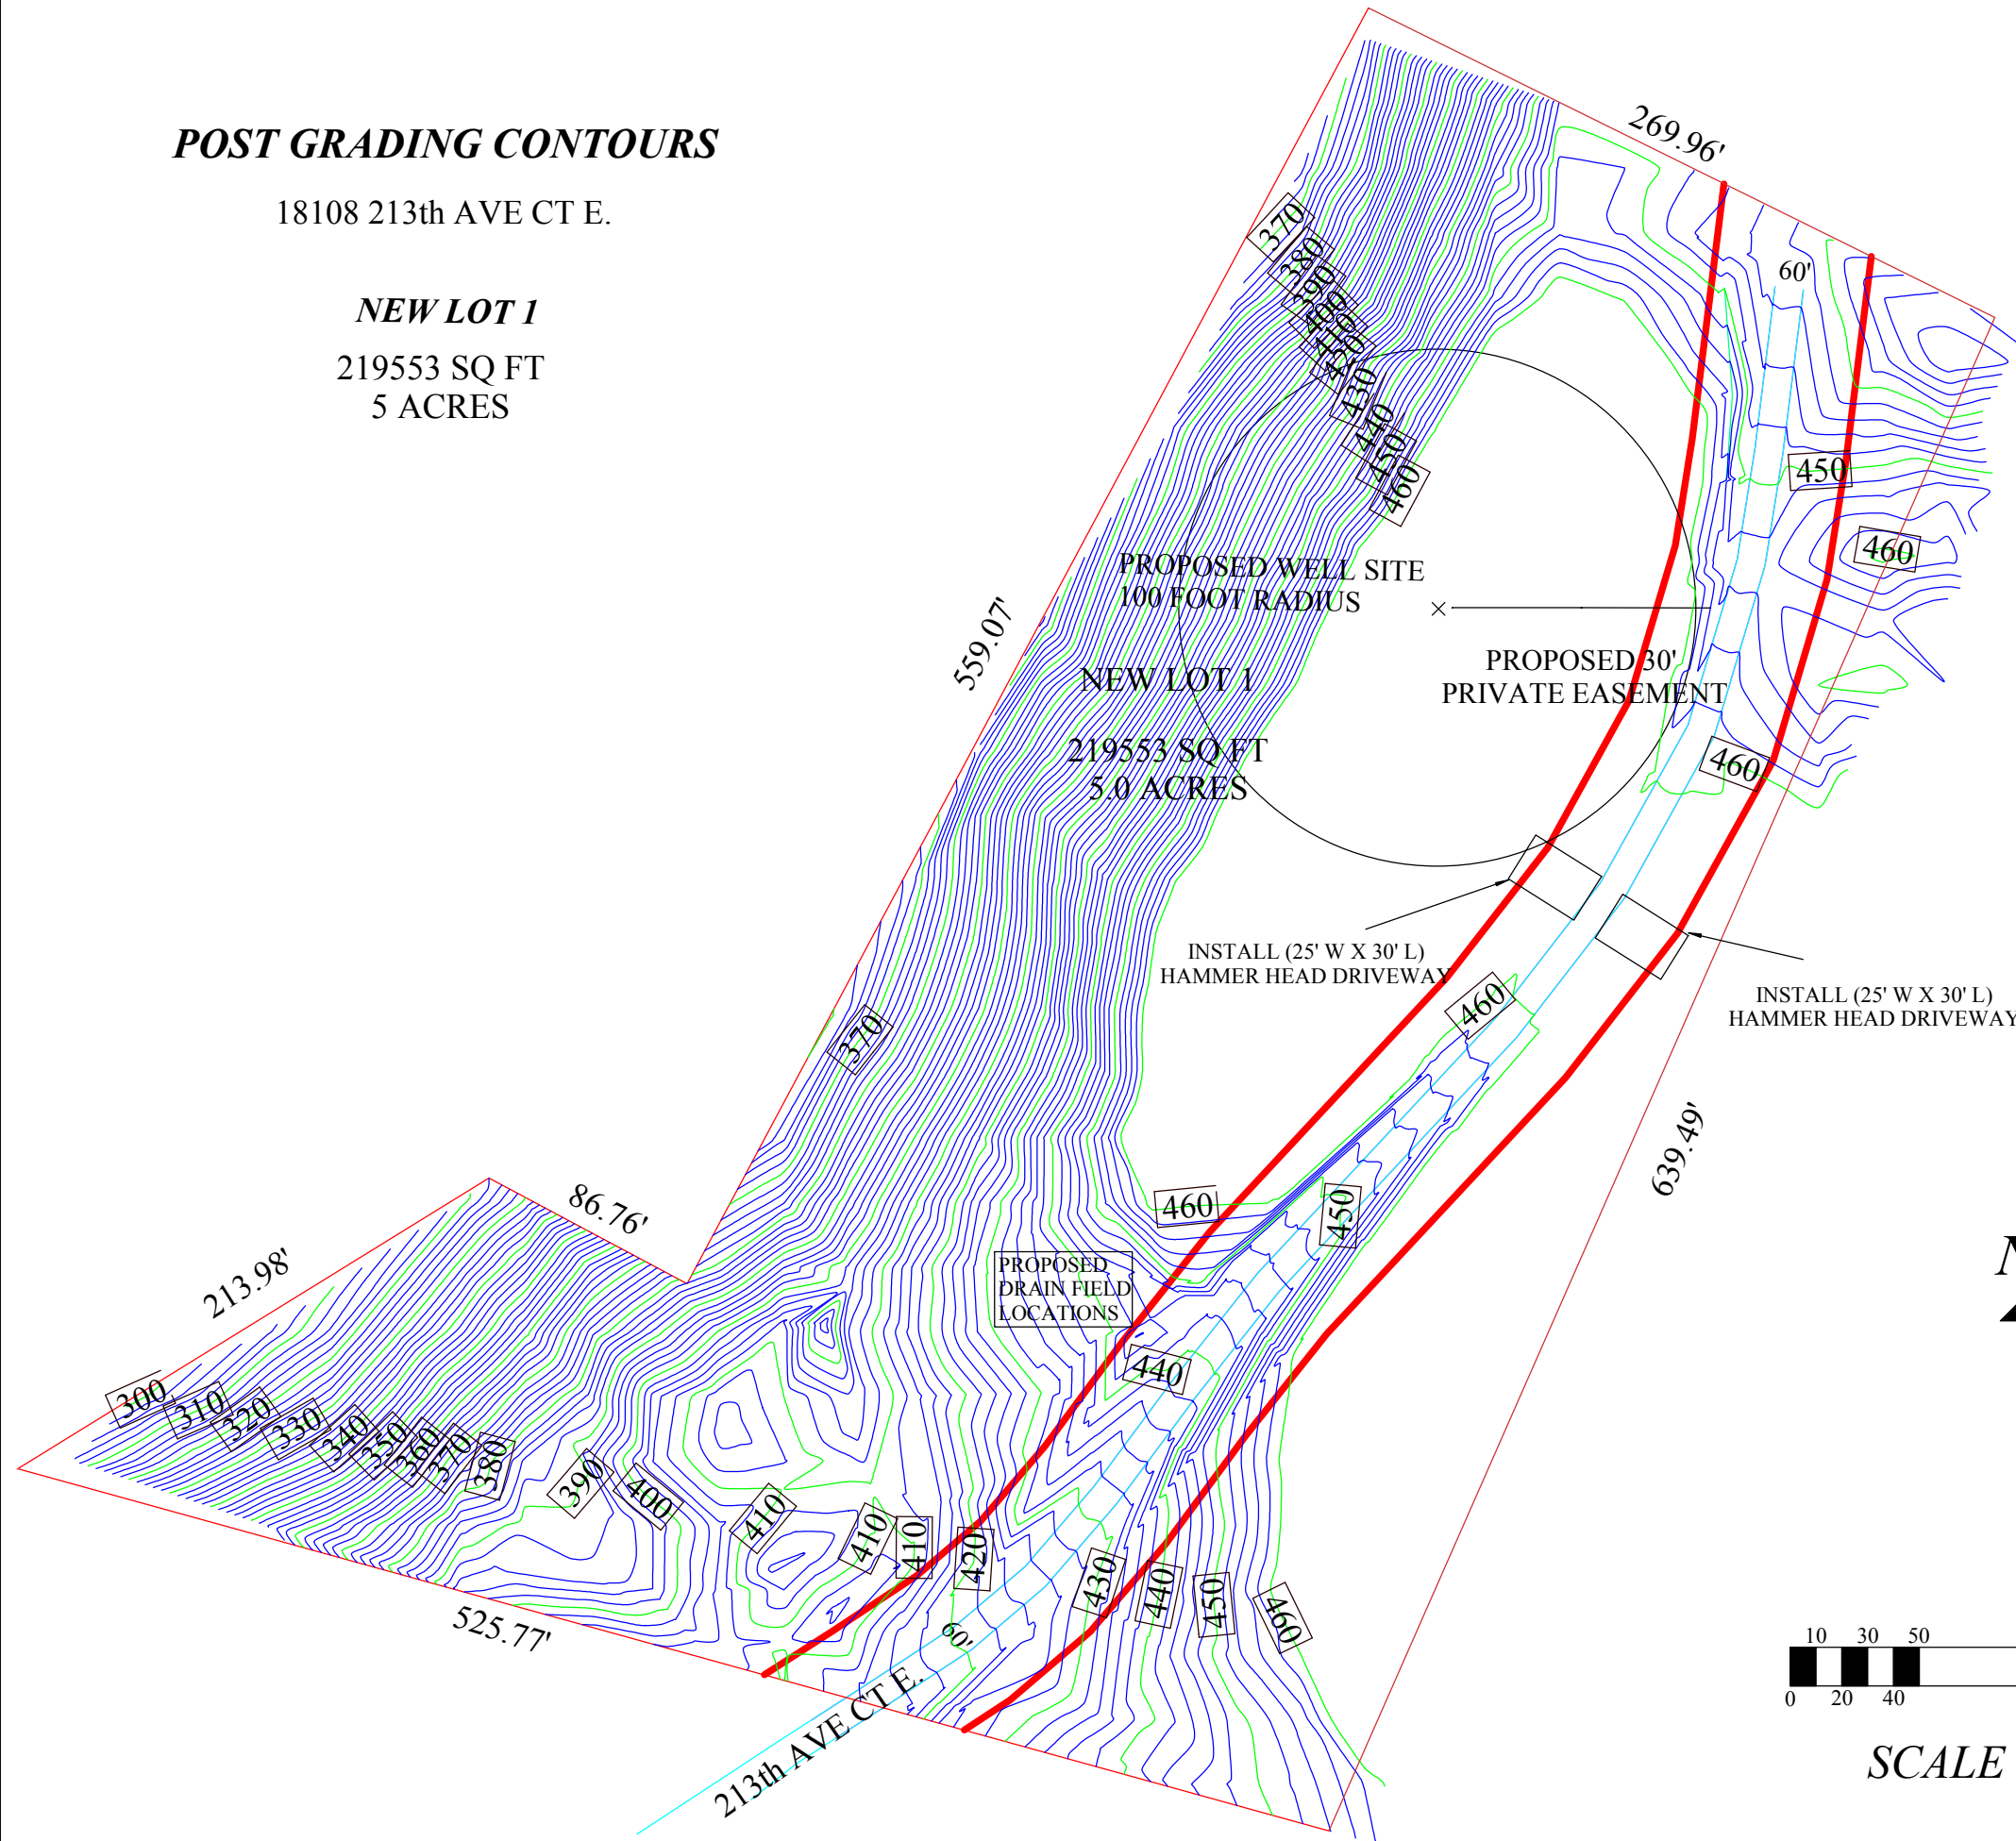 POST GRADING CONTOURS
18108 213th AVE CT E.
NEW LOT 1
219553 SQ FT
5 ACRES
269.96'
60'
370
380
390
400
410
420
430
440
450
460
450
460
PROPOSED WELL SITE
100 FOOT RADIUS
559.07'
PROPOSED 30'
PRIVATE EASEMENT
NEW LOT 1
219553 SQ FT
5.0 ACRES
460
INSTALL (25' W X 30' L)
HAMMER HEAD DRIVEWAY
INSTALL (25' W X 30' L)
HAMMER HEAD DRIVEWAY
460
370
639.49'
86.76'
460
450
213.98'
PROPOSED
DRAIN FIELD
LOCATIONS
440
300
310
320
330
340
350
360
370
380
390
400
410
410
410
420
430
440
450
460
525.77'
60'
213th AVE CT E.
10 30 50
0 20 40
SCALE